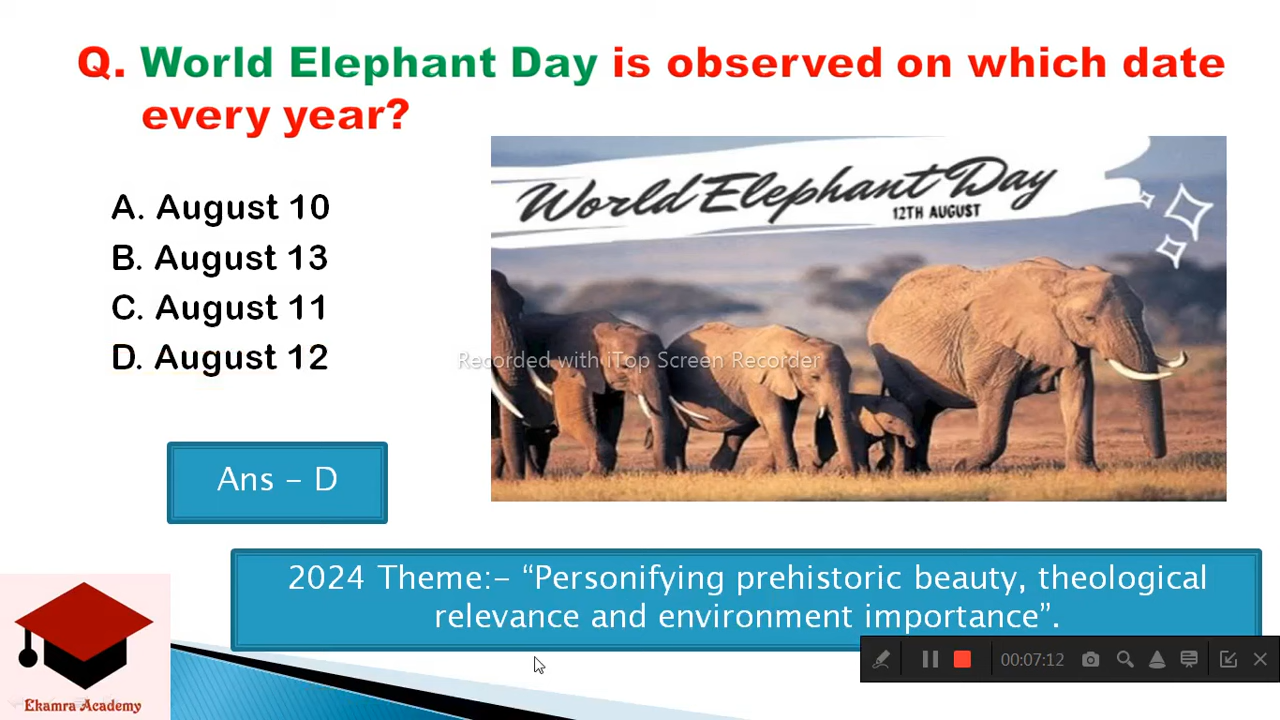 Q. World Elephant Day is observed on which date
every year?
World Elephant Day
12TH AUGUST
A. August 10
B. August 13
C. August 11
D. August 12
Recorded with iTop Screen Recorder
Ans – D
2024 Theme:- “Personifying prehistoric beauty, theological
relevance and environment importance”.
00:07:12
Ekamra Academy